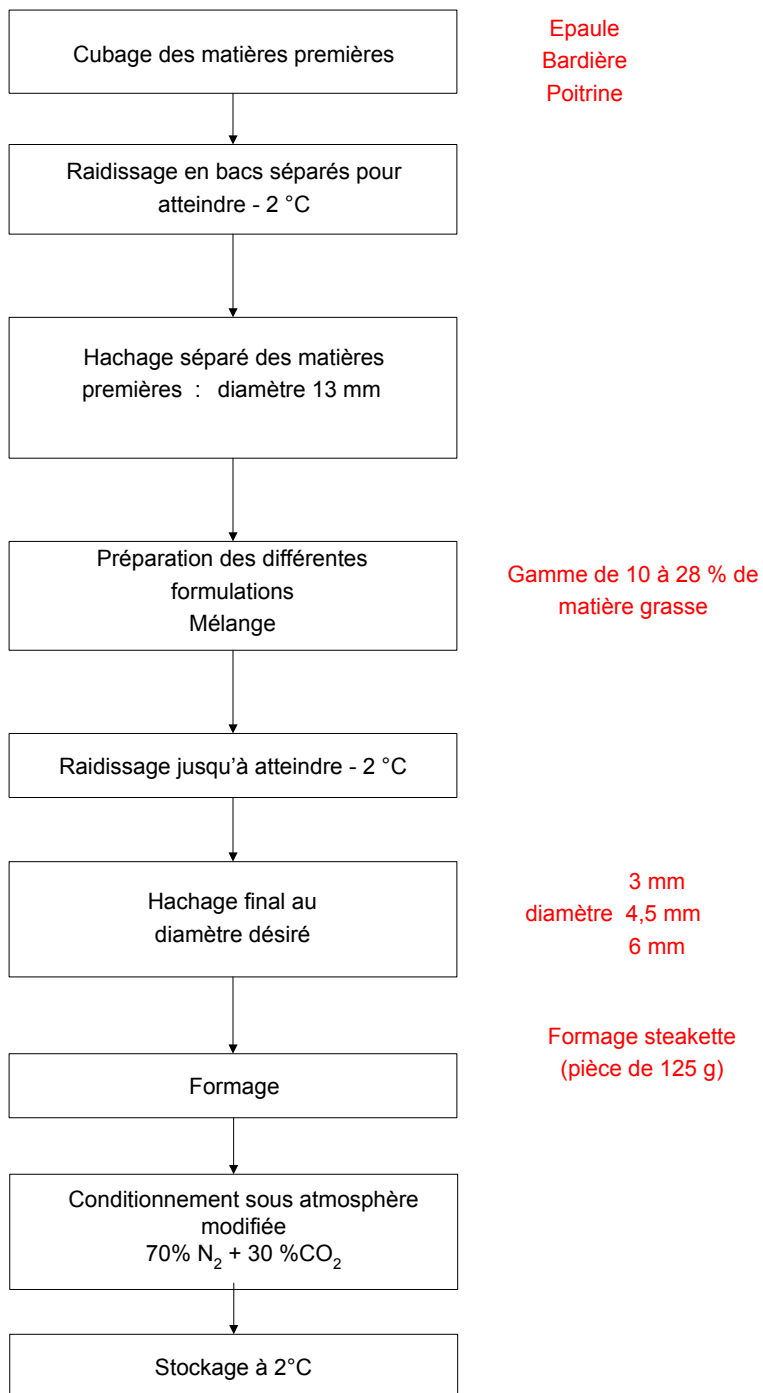 Cubage des matières premières
Epaule
Bardière
Poitrine
Raidissage en bacs séparés pour
atteindre - 2 °C
Hachage séparé des matières
premières : diamètre 13 mm
Préparation des différentes
formulations
Mélange
Gamme de 10 à 28 % de
matière grasse
Raidissage jusqu'à atteindre - 2 °C
Hachage final au
diamètre désiré
3 mm
diamètre 4,5 mm
6 mm
Formage steakette
(pièce de 125 g)
Formage
Conditionnement sous atmosphère
modifiée
70% N₂ + 30 %CO₂
Stockage à 2°C